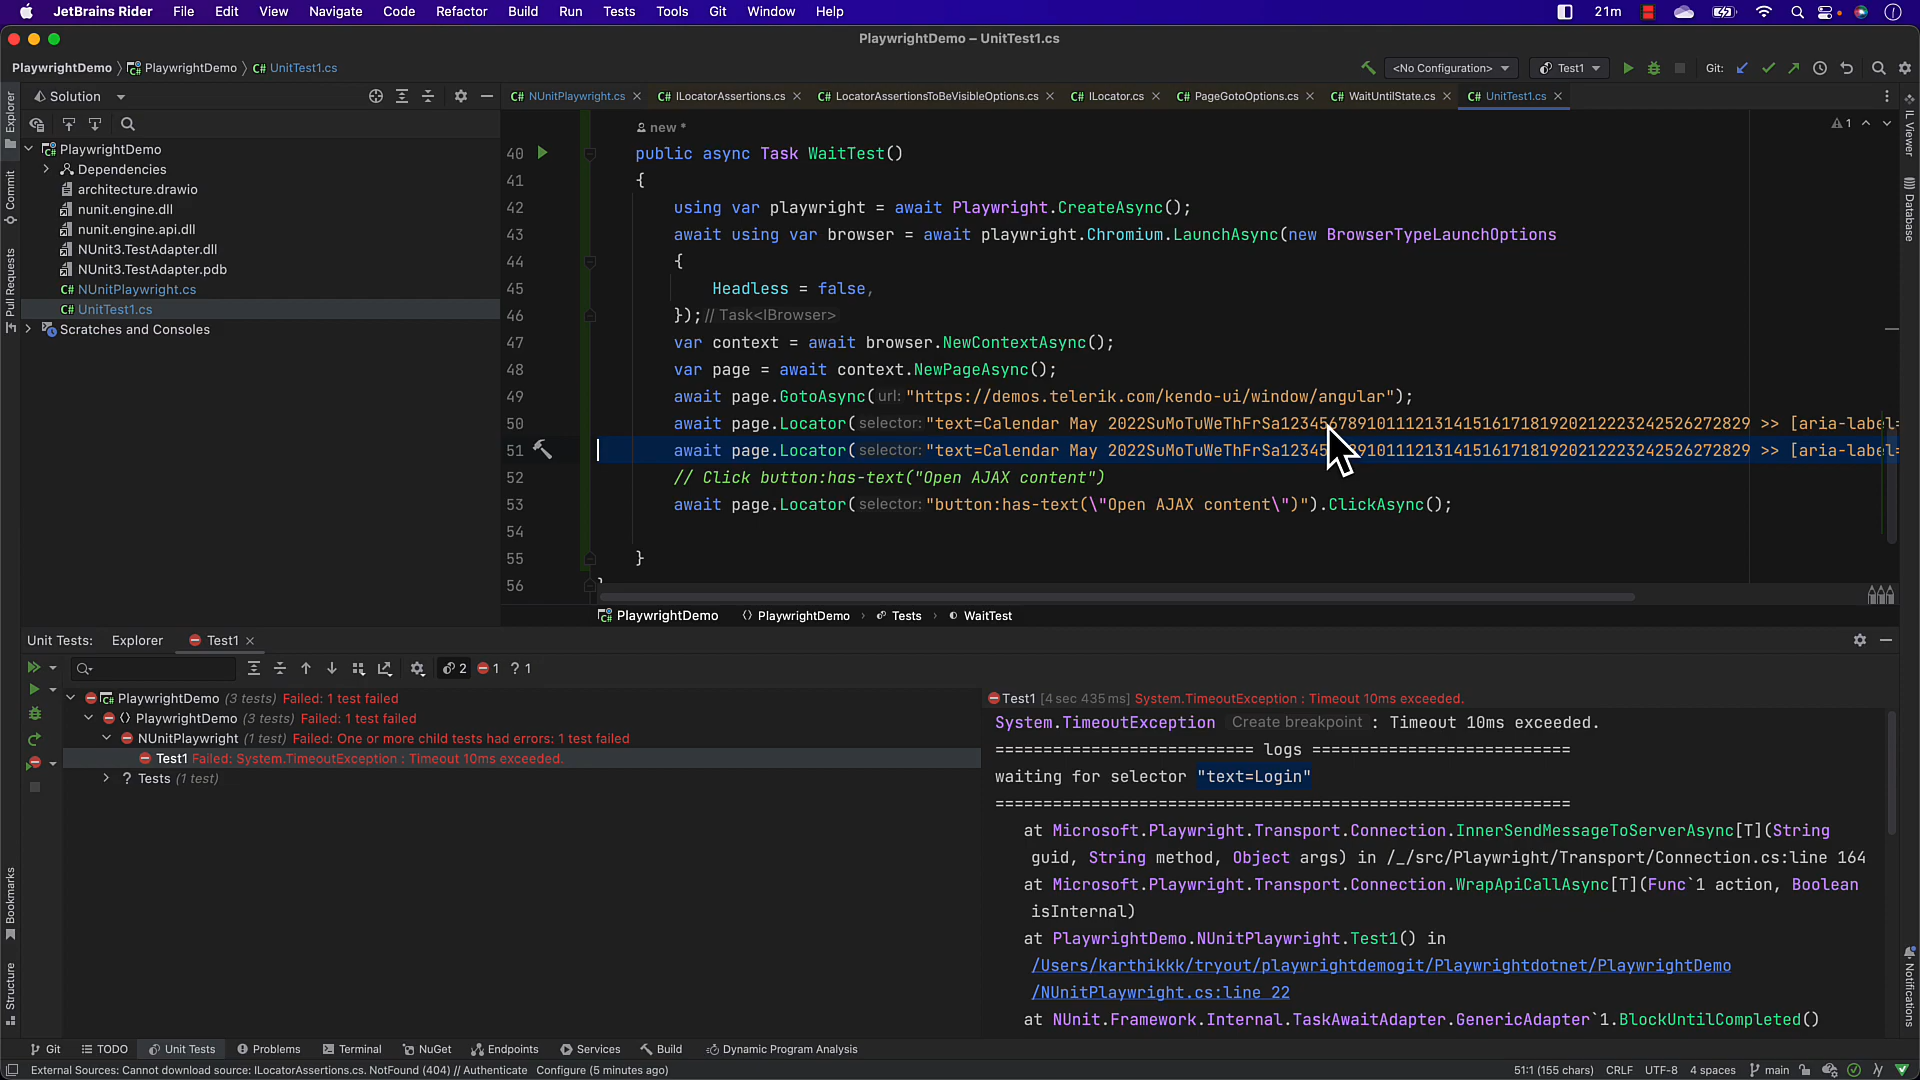 JetBrains Rider File Edit View Navigate Code Refactor Build Run Tests Tools Git Window Help 21m
PlaywrightDemo – UnitTest1.cs
PlaywrightDemo PlaywrightDemo C# UnitTest1.cs <No Configuration> Test1 Git:
Solution
C# NUnitPlaywright.cs C# ILocatorAssertions.cs C# LocatorAssertionsToBeVisibleOptions.cs C# ILocator.cs C# PageGotoOptions.cs C# WaitUntilState.cs C# UnitTest1.cs
Explorer
Commit
Pull Requests
Bookmarks
Structure
PlaywrightDemo
Dependencies
architecture.drawio
nunit.engine.dll
nunit.engine.api.dll
NUnit3.TestAdapter.dll
NUnit3.TestAdapter.pdb
C# NUnitPlaywright.cs
C# UnitTest1.cs
Scratches and Consoles
new *
1
40 public async Task WaitTest()
41 {
42 using var playwright = await Playwright.CreateAsync();
43 await using var browser = await playwright.Chromium.LaunchAsync(new BrowserTypeLaunchOptions
44 {
45 Headless = false,
46 }); // Task<IBrowser>
47 var context = await browser.NewContextAsync();
48 var page = await context.NewPageAsync();
49 await page.GotoAsync( url: "https://demos.telerik.com/kendo-ui/window/angular");
50 await page.Locator( selector: "text=Calendar May 2022SuMoTuWeThFrSa1234567891011121314151617181920212223242526272829 >> [aria-label=
51 await page.Locator( selector: "text=Calendar May 2022SuMoTuWeThFrSa12345 91011121314151617181920212223242526272829 >> [aria-label=
52 // Click button:has-text("Open AJAX content")
53 await page.Locator( selector: "button:has-text(\"Open AJAX content\")").ClickAsync();
54
55 }
56
PlaywrightDemo PlaywrightDemo Tests WaitTest
IL Viewer
Database
Notifications
Unit Tests: Explorer Test1
2 1 ? 1
PlaywrightDemo (3 tests) Failed: 1 test failed
PlaywrightDemo (3 tests) Failed: 1 test failed
NUnitPlaywright (1 test) Failed: One or more child tests had errors: 1 test failed
Test1 Failed: System.TimeoutException : Timeout 10ms exceeded.
? Tests (1 test)
Test1 [4 sec 435 ms] System.TimeoutException : Timeout 10ms exceeded.
System.TimeoutException Create breakpoint : Timeout 10ms exceeded.
=========================== logs ===========================
waiting for selector "text=Login"
============================================================
at Microsoft.Playwright.Transport.Connection.InnerSendMessageToServerAsync[T](String
guid, String method, Object args) in /_/src/Playwright/Transport/Connection.cs:line 164
at Microsoft.Playwright.Transport.Connection.WrapApiCallAsync[T](Func`1 action, Boolean
isInternal)
at PlaywrightDemo.NUnitPlaywright.Test1() in
/Users/karthikkk/tryout/playwrightdemogit/Playwrightdotnet/PlaywrightDemo
/NUnitPlaywright.cs:line 22
at NUnit.Framework.Internal.TaskAwaitAdapter.GenericAdapter`1.BlockUntilCompleted()
Git TODO Unit Tests Problems Terminal NuGet Endpoints Services Build Dynamic Program Analysis
External Sources: Cannot download source: ILocatorAssertions.cs. NotFound (404) // Authenticate Configure (5 minutes ago) 51:1 (155 chars) CRLF UTF-8 4 spaces main